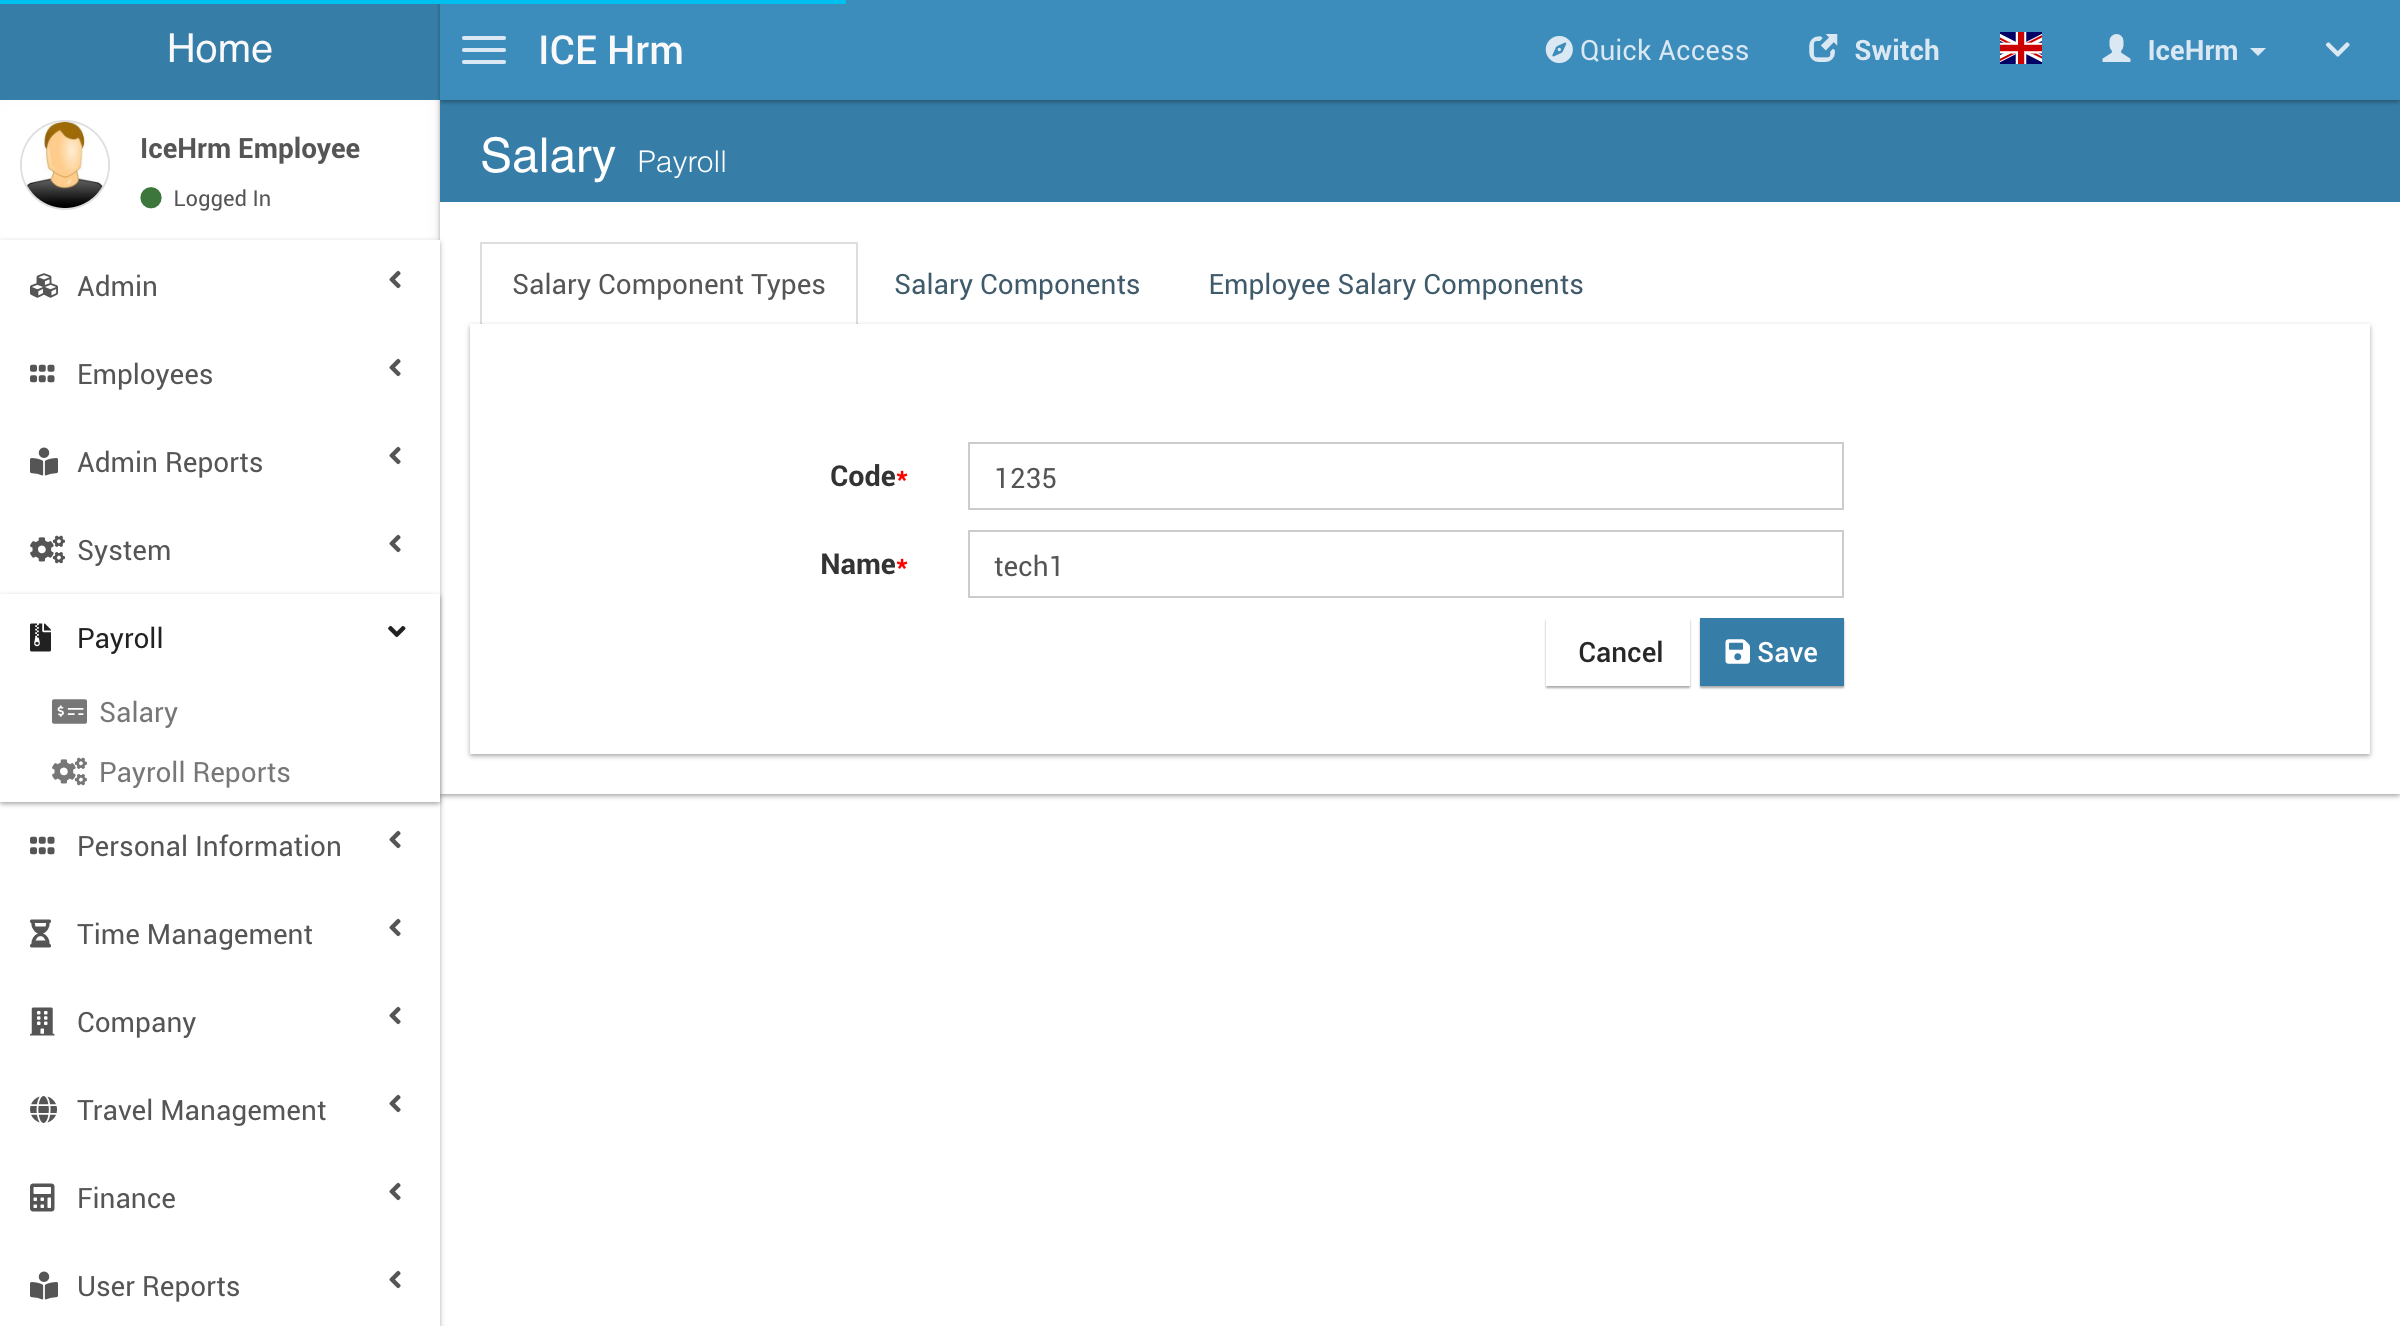 Home
ICE Hrm
Quick Access
Switch
IceHrm
IceHrm Employee
Logged In
Salary Payroll
Admin
Employees
Admin Reports
System
Payroll
Salary
Payroll Reports
Personal Information
Time Management
Company
Travel Management
Finance
User Reports
Salary Component Types
Salary Components
Employee Salary Components
Code*
1235
Name*
tech1
Cancel
Save